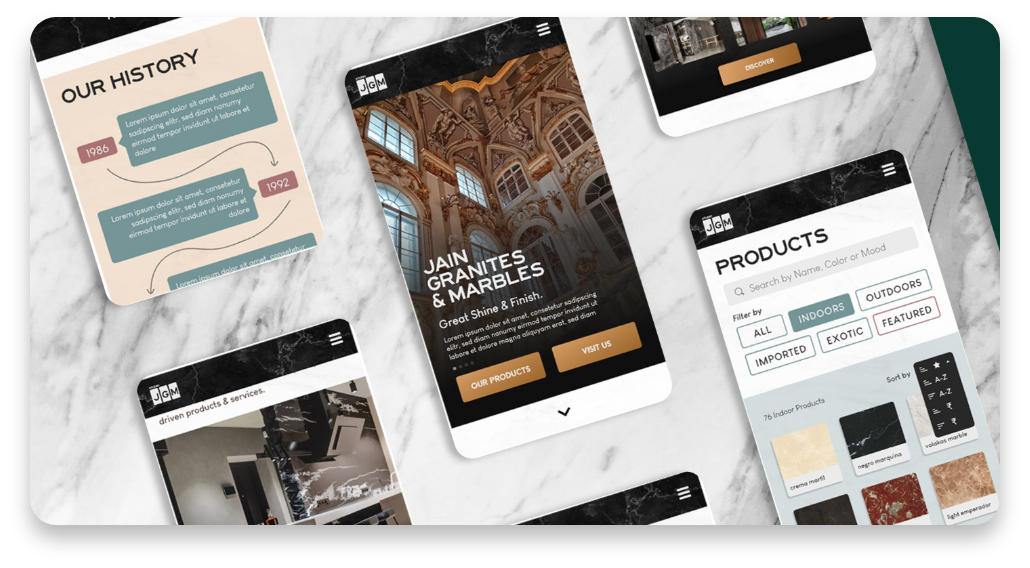 OUR HISTORY
Lorem ipsum dolor sit amet, consetetur
sadipscing elitr, sed diam nonumy
eirmod tempor invidunt ut labore et
dolore
1986
1992
Lorem ipsum dolor sit amet, consetetur
sadipscing elitr, sed diam nonumy
eirmod tempor invidunt ut labore et
dolore
Lorem ipsum dolor sit amet, consetetur
JGM
driven products & services.
JGM
JAIN
GRANITES
& MARBLES
Great Shine & Finish.
Lorem ipsum dolor sit amet, consetetur sadipscing
elitr, sed diam nonumy eirmod tempor invidunt ut
labore et dolore magna aliquyam erat, sed diam
OUR PRODUCTS
VISIT US
DISCOVER
JGM
PRODUCTS
Search by Name, Color or Mood
Filter by
ALL
INDOORS
OUTDOORS
IMPORTED
EXOTIC
FEATURED
76 Indoor Products
Sort by
A-Z
A-Z
₹
₹
crema marfil
negro marquina
volakas marble
light emperador